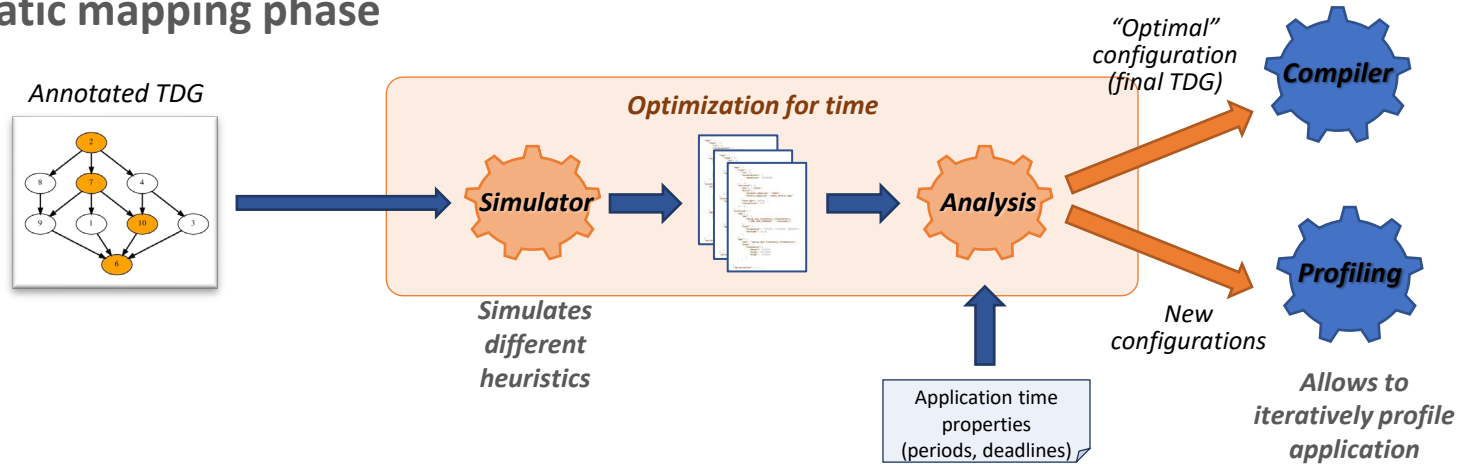 atic mapping phase
Annotated TDG
2
8
7
4
9
1
10
3
6
Optimization for time
Simulator
Analysis
Simulates
different
heuristics
Application time
properties
(periods, deadlines)
“Optimal”
configuration
(final TDG)
Compiler
New
configurations
Profiling
Allows to
iteratively profile
application